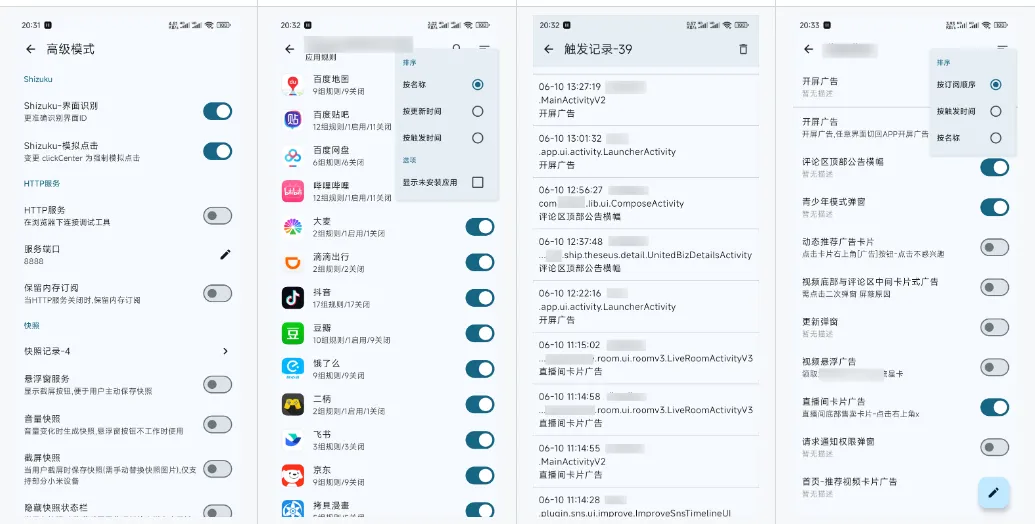 20:31
高级模式
Shizuku
Shizuku-界面识别
更准确识别界面ID
Shizuku-模拟点击
变更 clickCenter 为强制模拟点击
HTTP服务
HTTP服务
在浏览器下连接调试工具
服务端口
8888
保留内存订阅
当HTTP服务关闭时,保留内存订阅
快照
快照记录-4
悬浮窗服务
显示截屏按钮,便于用户主动保存快照
音量快照
音量变化时生成快照,悬浮窗按钮不工作时使用
截屏快照
当用户截屏时保存快照(需手动替换快照图片),仅支
持部分小米设备
隐藏快照状态栏
20:32
应用规则
百度地图
9组规则/9关闭
百度贴吧
12组规则/1启用/11关闭
百度网盘
6组规则/6关闭
哔哩哔哩
12组规则/1启用/11关闭
大麦
2组规则/1启用/1关闭
滴滴出行
2组规则/2关闭
抖音
17组规则/17关闭
豆瓣
10组规则/1启用/9关闭
饿了么
9组规则/9关闭
二柄
2组规则/1启用/1关闭
飞书
3组规则/3关闭
京东
9组规则/9关闭
拷貝漫畫
排序
按名称
按更新时间
按触发时间
选项
显示未安装应用
20:32
触发记录-39
06-10 13:27:19
.MainActivityV2
开屏广告
06-10 13:01:32
.app.ui.activity.LauncherActivity
开屏广告
06-10 12:56:27
com .lib.ui.ComposeActivity
评论区顶部公告横幅
06-10 12:37:48
... .ship.theseus.detail.UnitedBizDetailsActivity
评论区顶部公告横幅
06-10 12:22:16
.app.ui.activity.LauncherActivity
开屏广告
06-10 11:15:02
... .room.ui.roomv3.LiveRoomActivityV3
直播间卡片广告
06-10 11:14:58
... .room.ui.roomv3.LiveRoomActivityV3
直播间卡片广告
06-10 11:14:55
.MainActivityV2
直播间卡片广告
06-10 11:14:28
.plugin.sns.ui.improve.ImproveSnsTimelineUI
20:33
开屏广告
暂无描述
开屏广告
开屏广告,任意界面切回APP开屏广告
评论区顶部公告横幅
暂无描述
青少年模式弹窗
暂无描述
动态推荐广告卡片
点击卡片右上角[广告]按钮-点击不感兴趣
视频底部与评论区中间卡片式广告
需点击二次弹窗 屏蔽原因
更新弹窗
暂无描述
视频悬浮广告
领取 星卡
直播间卡片广告
直播间底部售卖卡片-点击右上角x
请求通知权限弹窗
暂无描述
首页-推荐视频卡片广告
暂无描述
排序
按订阅顺序
按触发时间
按名称